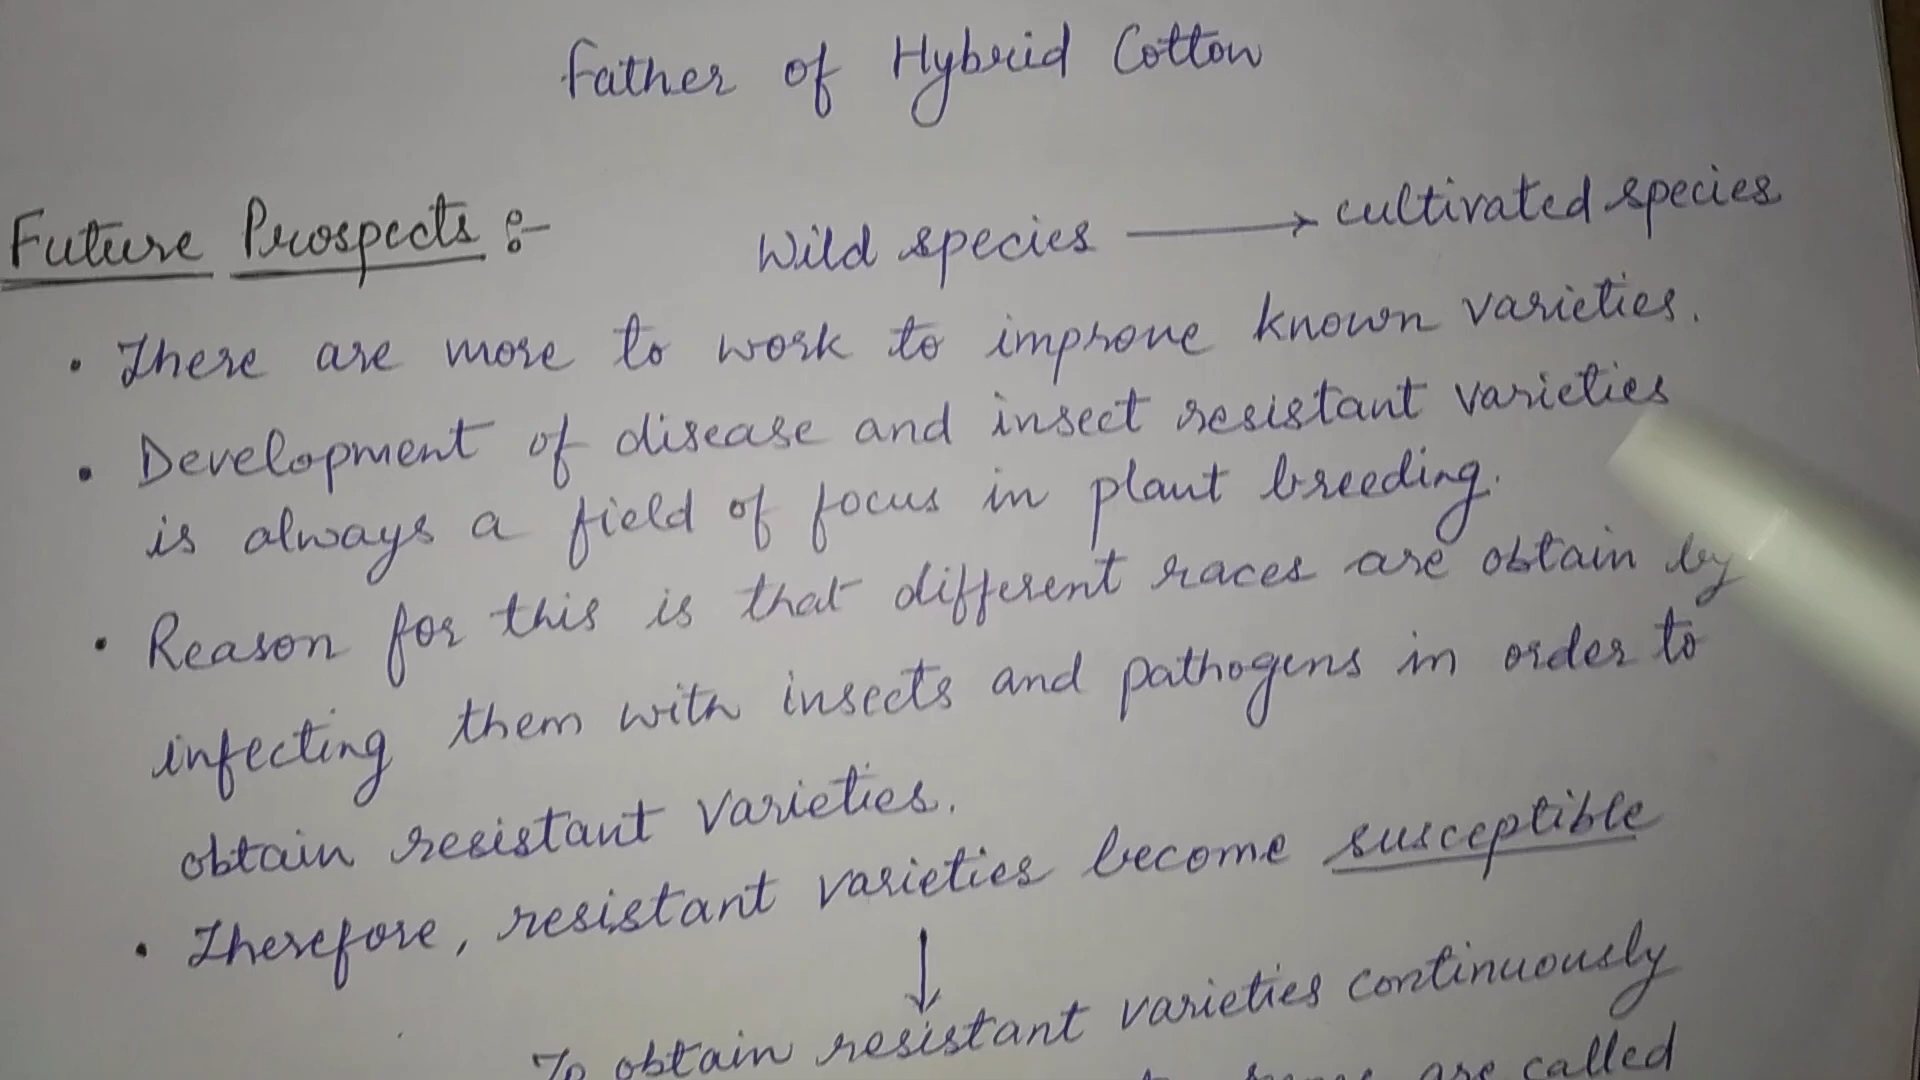 Father of Hybrid Cotton
Future Prospects :-
Wild species → cultivated species
• There are more to work to improve known varieties.
• Development of disease and insect resistant varieties
is always a field of focus in plant breeding.
• Reason for this is that different races are obtain by
infecting them with insects and pathogens in order to
obtain resistant varieties.
• Therefore, resistant varieties become susceptible
↓
To obtain resistant varieties continuously
are called